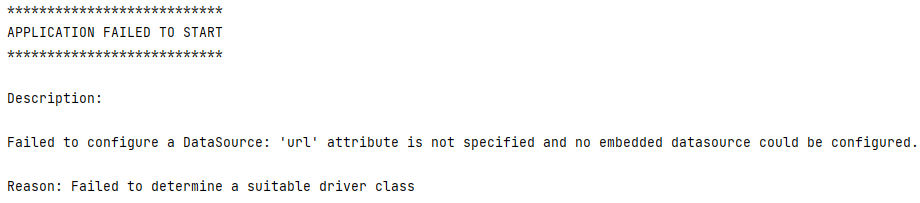 ***************************
APPLICATION FAILED TO START
***************************
Description:
Failed to configure a DataSource: 'url' attribute is not specified and no embedded datasource could be configured.
Reason: Failed to determine a suitable driver class